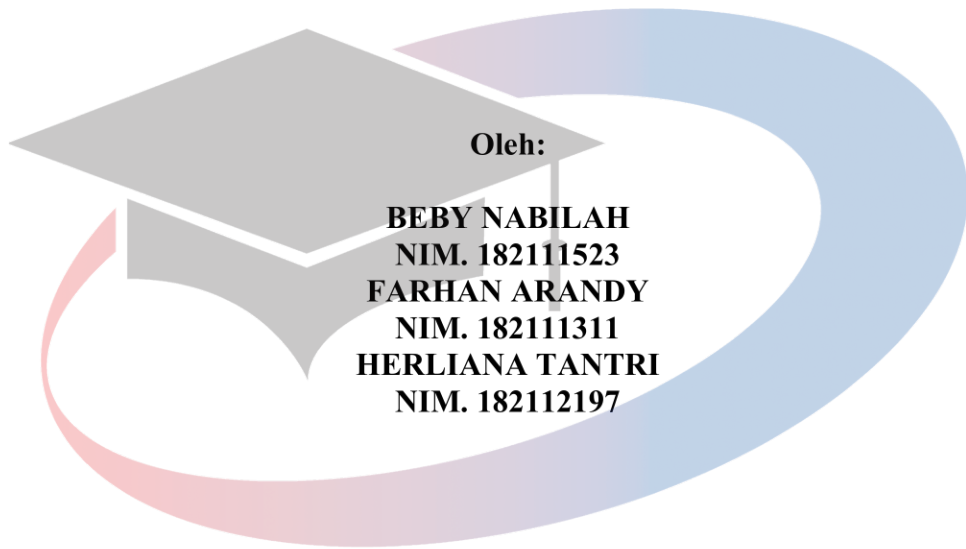 Oleh:
BEBY NABILAH
NIM. 182111523
FARHAN ARANDY
NIM. 182111311
HERLIANA TANTRI
NIM. 182112197